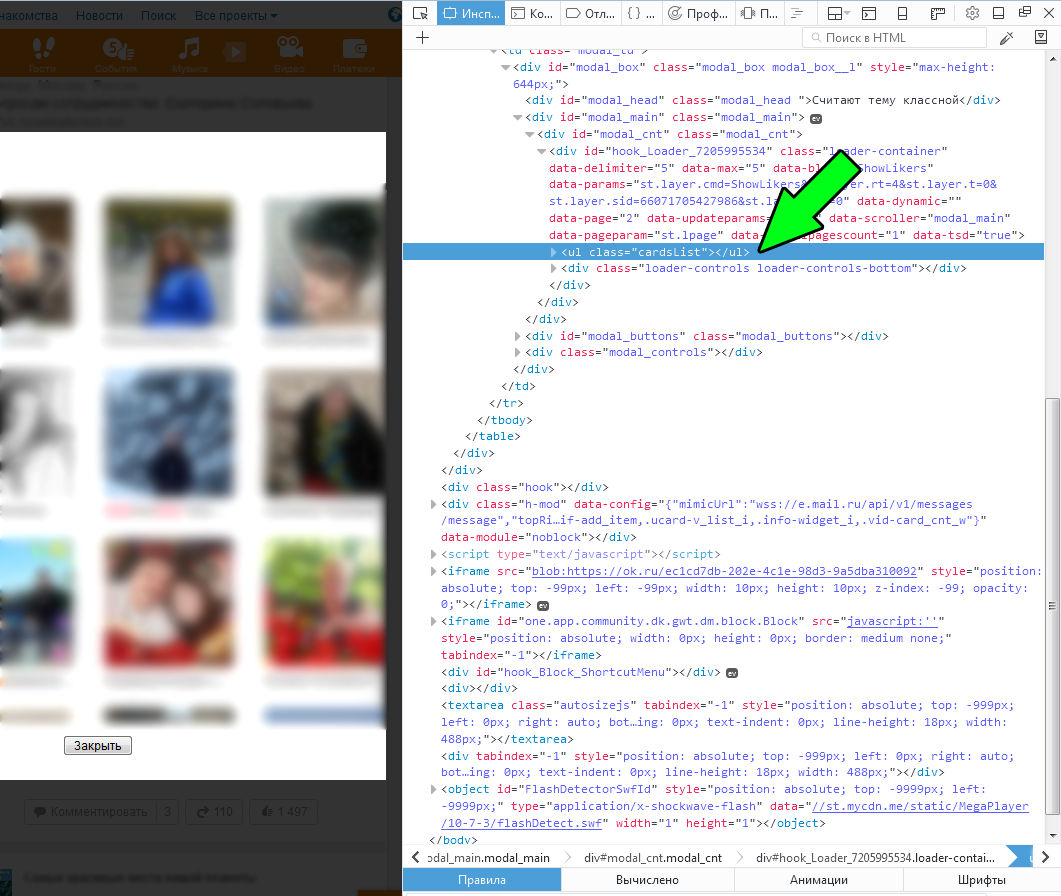 накомства Новости Поиск Все проекты
Гости События Музыка Видео Платежи
5
Закрыть
Комментировать 3 110 1 497
Инсп... Ко... Отл... { } ... Проф... П...
Поиск в HTML
<td class="modal_td">
<div id="modal_box" class="modal_box modal_box__l" style="max-height:
644px;">
<div id="modal_head" class="modal_head ">Считают тему классной</div>
<div id="modal_main" class="modal_main"> ev
<div id="modal_cnt" class="modal_cnt">
<div id="hook_Loader_7205995534" class="loader-container"
data-delimiter="5" data-max="5" ShowLikers"
data-params="st.layer.cmd=ShowLikers .rt=4&st.layer.t=0&
st.layer.sid=66071705427986&st.la =0" data-dynamic=""
data-page="2" data-updateparams= data-scroller="modal_main"
data-pageparam="st.lpage" data- pagescount="1" data-tsd="true">
<ul class="cardsList"></ul>
<div class="loader-controls loader-controls-bottom"></div>
</div>
</div>
</div>
<div id="modal_buttons" class="modal_buttons"></div>
<div class="modal_controls"></div>
</div>
</td>
</tr>
</tbody>
</table>
</div>
</div>
<div class="hook"></div>
<div class="h-mod" data-config="{"mimicUrl":"wss://e.mail.ru/api/v1/messages
/message","topRi…if-add_item,.ucard-v_list_i,.info-widget_i,.vid-card_cnt_w"}"
data-module="noblock"></div>
<script type="text/javascript"></script>
<iframe src="blob:https://ok.ru/ec1cd7db-202e-4c1e-98d3-9a5dba310092" style="position:
absolute; top: -99px; left: -99px; width: 10px; height: 10px; z-index: -99; opacity:
0;"></iframe> ev
<iframe id="one.app.community.dk.gwt.dm.block.Block" src="javascript:''"
style="position: absolute; width: 0px; height: 0px; border: medium none;"
tabindex="-1"></iframe>
<div id="hook_Block_ShortcutMenu"></div> ev
<div></div>
<textarea class="autosizejs" tabindex="-1" style="position: absolute; top: -999px;
left: 0px; right: auto; bot…ing: 0px; text-indent: 0px; line-height: 18px; width:
488px;"></textarea>
<div tabindex="-1" style="position: absolute; top: -999px; left: 0px; right: auto;
bot…ing: 0px; text-indent: 0px; line-height: 18px; width: 488px;"></div>
<object id="FlashDetectorSwfId" style="position: absolute; top: -9999px; left:
-9999px;" type="application/x-shockwave-flash" data="//st.mycdn.me/static/MegaPlayer
/10-7-3/flashDetect.swf" width="1" height="1"></object>
</body>
odal_main.modal_main div#modal_cnt.modal_cnt div#hook_Loader_7205995534.loader-contai...
Правила Вычислено Анимации Шрифты